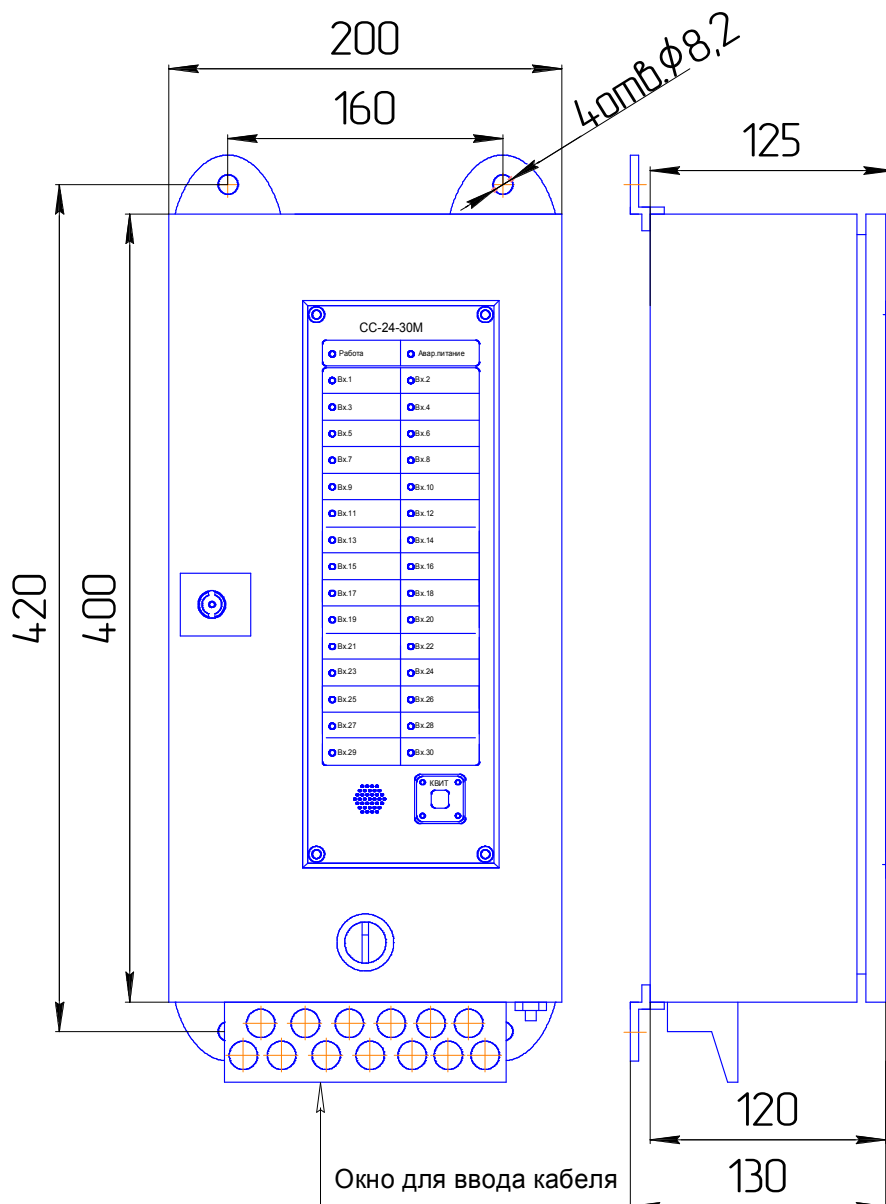 200
160
4отв.ϕ8,2
125
420
400
СС-24-30М
Работа Авар.питание
Вх.1 Вх.2
Вх.3 Вх.4
Вх.5 Вх.6
Вх.7 Вх.8
Вх.9 Вх.10
Вх.11 Вх.12
Вх.13 Вх.14
Вх.15 Вх.16
Вх.17 Вх.18
Вх.19 Вх.20
Вх.21 Вх.22
Вх.23 Вх.24
Вх.25 Вх.26
Вх.27 Вх.28
Вх.29 Вх.30
КВИТ
120
130
Окно для ввода кабеля